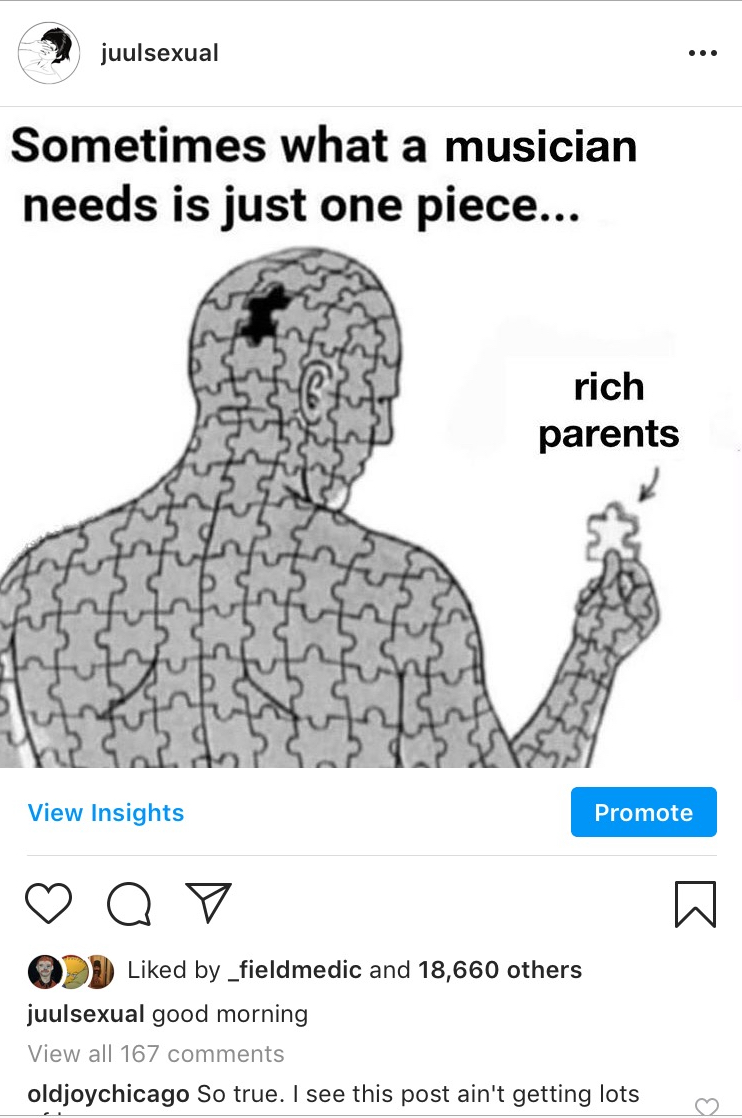 juulsexual
Sometimes what a musician
needs is just one piece...
rich
parents
View Insights
Promote
Liked by _fieldmedic and 18,660 others
juulsexual good morning
View all 167 comments
oldjoychicago So true. I see this post ain't getting lots